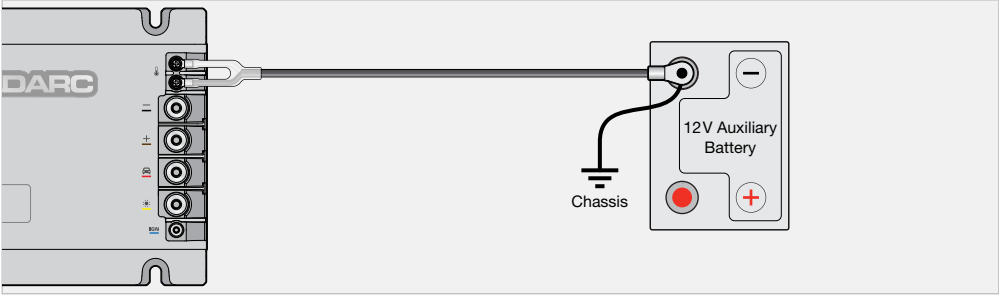 DARC
12V Auxiliary
Battery
Chassis
IGN